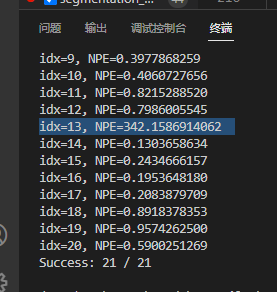 segmentation_
问题 输出 调试控制台 终端
idx=9, NPE=0.3977868259
idx=10, NPE=0.4060727656
idx=11, NPE=0.8215288520
idx=12, NPE=0.7986005545
idx=13, NPE=342.1586914062
idx=14, NPE=0.1303658634
idx=15, NPE=0.2434666157
idx=16, NPE=0.1953648180
idx=17, NPE=0.2083879709
idx=18, NPE=0.8918378353
idx=19, NPE=0.9574262500
idx=20, NPE=0.5900251269
Success: 21 / 21